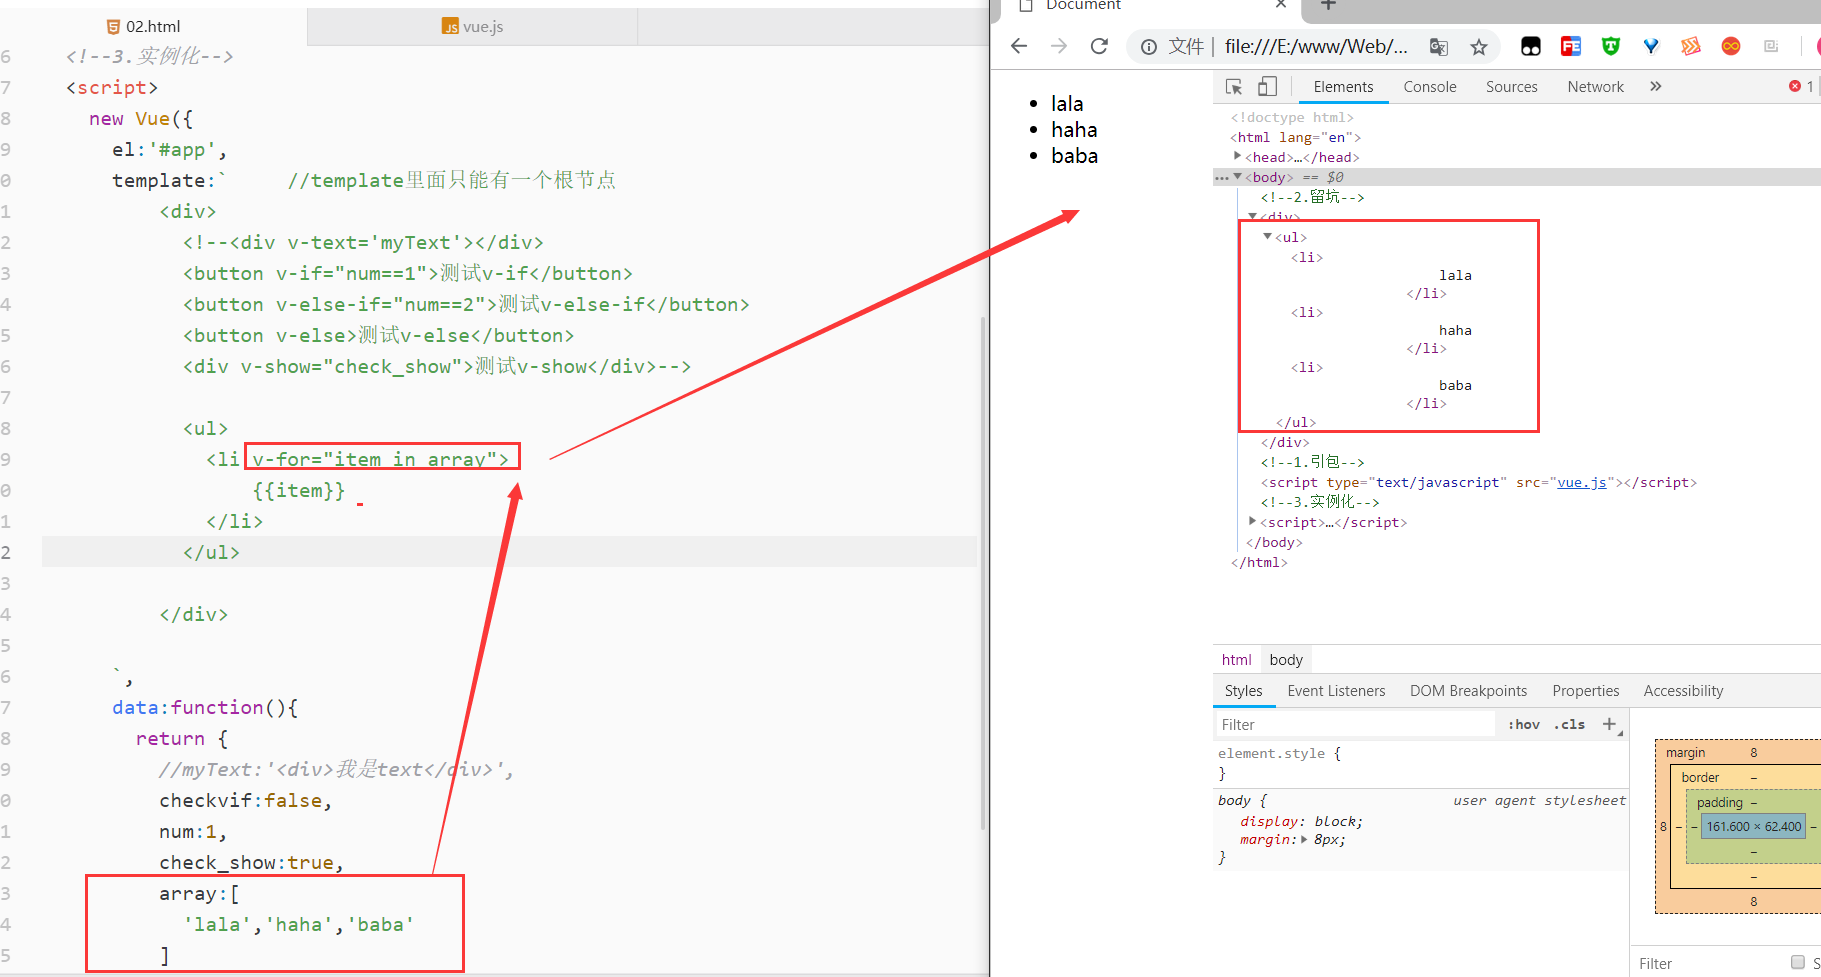 02.html
vue.js
6 <!--3.实例化-->
7 <script>
8 new Vue({
9 el:'#app',
0 template:` //template里面只能有一个根节点
1 <div>
2 <!--<div v-text='myText'></div>
3 <button v-if="num==1">测试v-if</button>
4 <button v-else-if="num==2">测试v-else-if</button>
5 <button v-else>测试v-else</button>
6 <div v-show="check_show">测试v-show</div>-->
7
8 <ul>
9 <li v-for="item in array">
0 {{item}}
1 </li>
2 </ul>
3
4 </div>
5
6 `,
7 data:function(){
8 return {
9 //myText:'<div>我是text</div>',
0 checkvif:false,
1 num:1,
2 check_show:true,
3 array:[
4 'lala','haha','baba'
5 ]
Document
文件 | file:///E:/www/Web/...
lala
haha
baba
Elements Console Sources Network » 1
<!doctype html>
<html lang="en">
<head>…</head>
<body> == $0
<!--2.留坑-->
<div>
<ul>
<li>
lala
</li>
<li>
haha
</li>
<li>
baba
</li>
</ul>
</div>
<!--1.引包-->
<script type="text/javascript" src="vue.js"></script>
<!--3.实例化-->
<script>…</script>
</body>
</html>
html body
Styles Event Listeners DOM Breakpoints Properties Accessibility
Filter :hov .cls +
element.style {
}
body { user agent stylesheet
display: block;
margin: 8px;
}
margin 8
border –
padding –
8 – – 161.600 × 62.400 –
–
–
8
Filter S